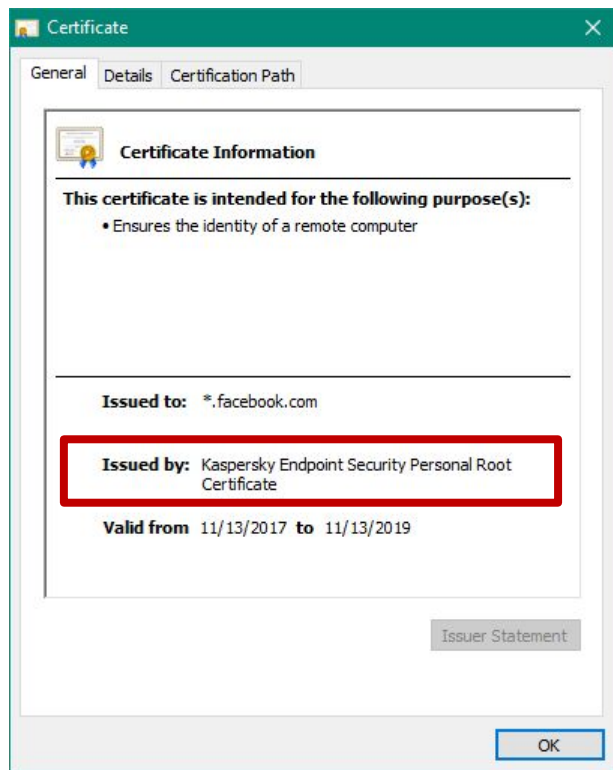 Certificate
General Details Certification Path
Certificate Information
This certificate is intended for the following purpose(s):
• Ensures the identity of a remote computer
Issued to: *.facebook.com
Issued by: Kaspersky Endpoint Security Personal Root
Certificate
Valid from 11/13/2017 to 11/13/2019
Issuer Statement
OK